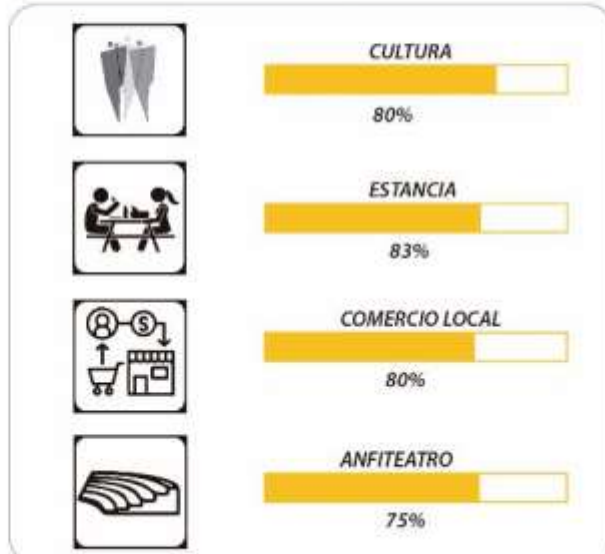 CULTURA
80%
ESTANCIA
83%
COMERCIO LOCAL
80%
ANFITEATRO
75%